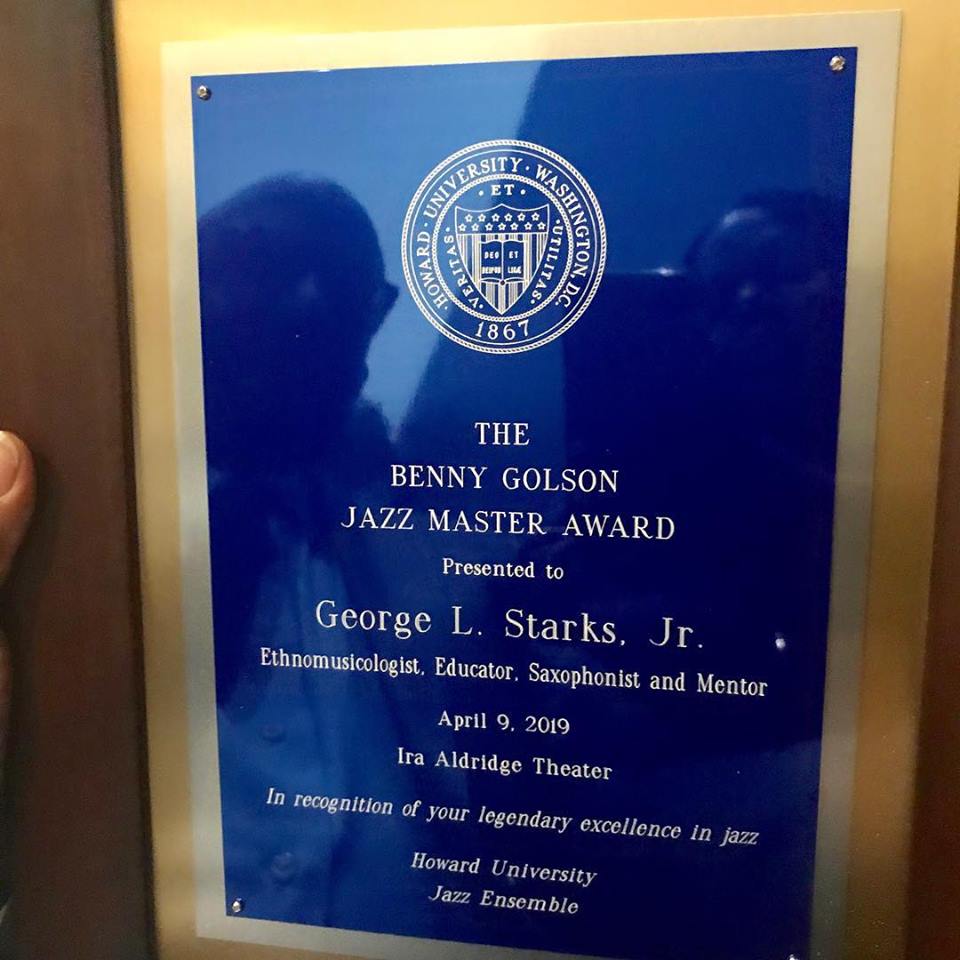 HOWARD · UNIVERSITY · WASHINGTON D.C.
1867
· VERITAS · ET · UTILITAS ·
DEO ET
THE
BENNY GOLSON
JAZZ MASTER AWARD
Presented to
George L. Starks, Jr.
Ethnomusicologist, Educator, Saxophonist and Mentor
April 9, 2019
Ira Aldridge Theater
In recognition of your legendary excellence in jazz
Howard University
Jazz Ensemble